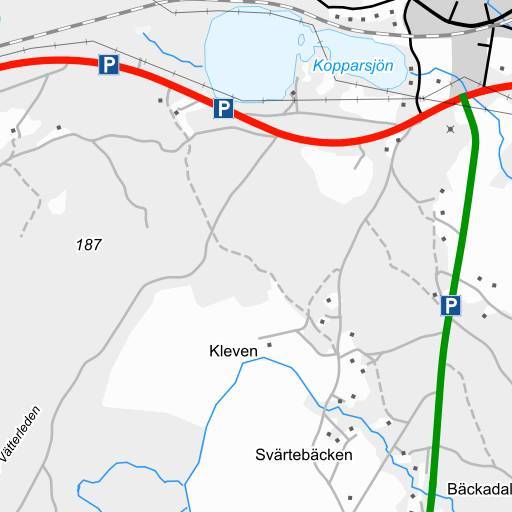 Kopparsjön
P
P
187
P
Kleven
Vätterleden
Svärtebäcken
Bäckadal